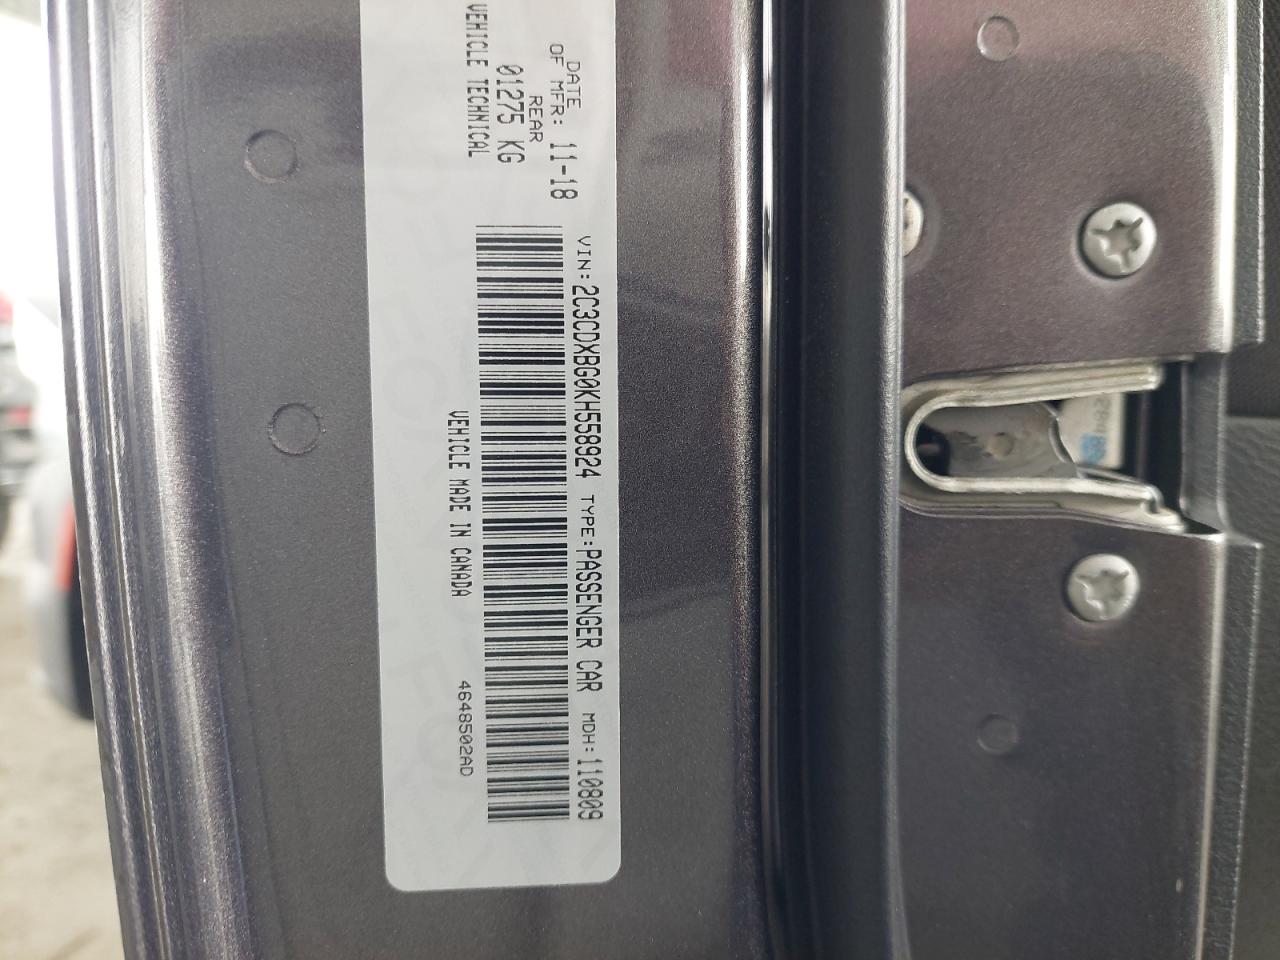 DATE
OF MFR: 11-18
REAR
01275 KG
VEHICLE TECHNICAL
VIN: 2C3CDXBG0KH558924 TYPE: PASSENGER CAR MDH: 110809
VEHICLE MADE IN CANADA
4648502AD